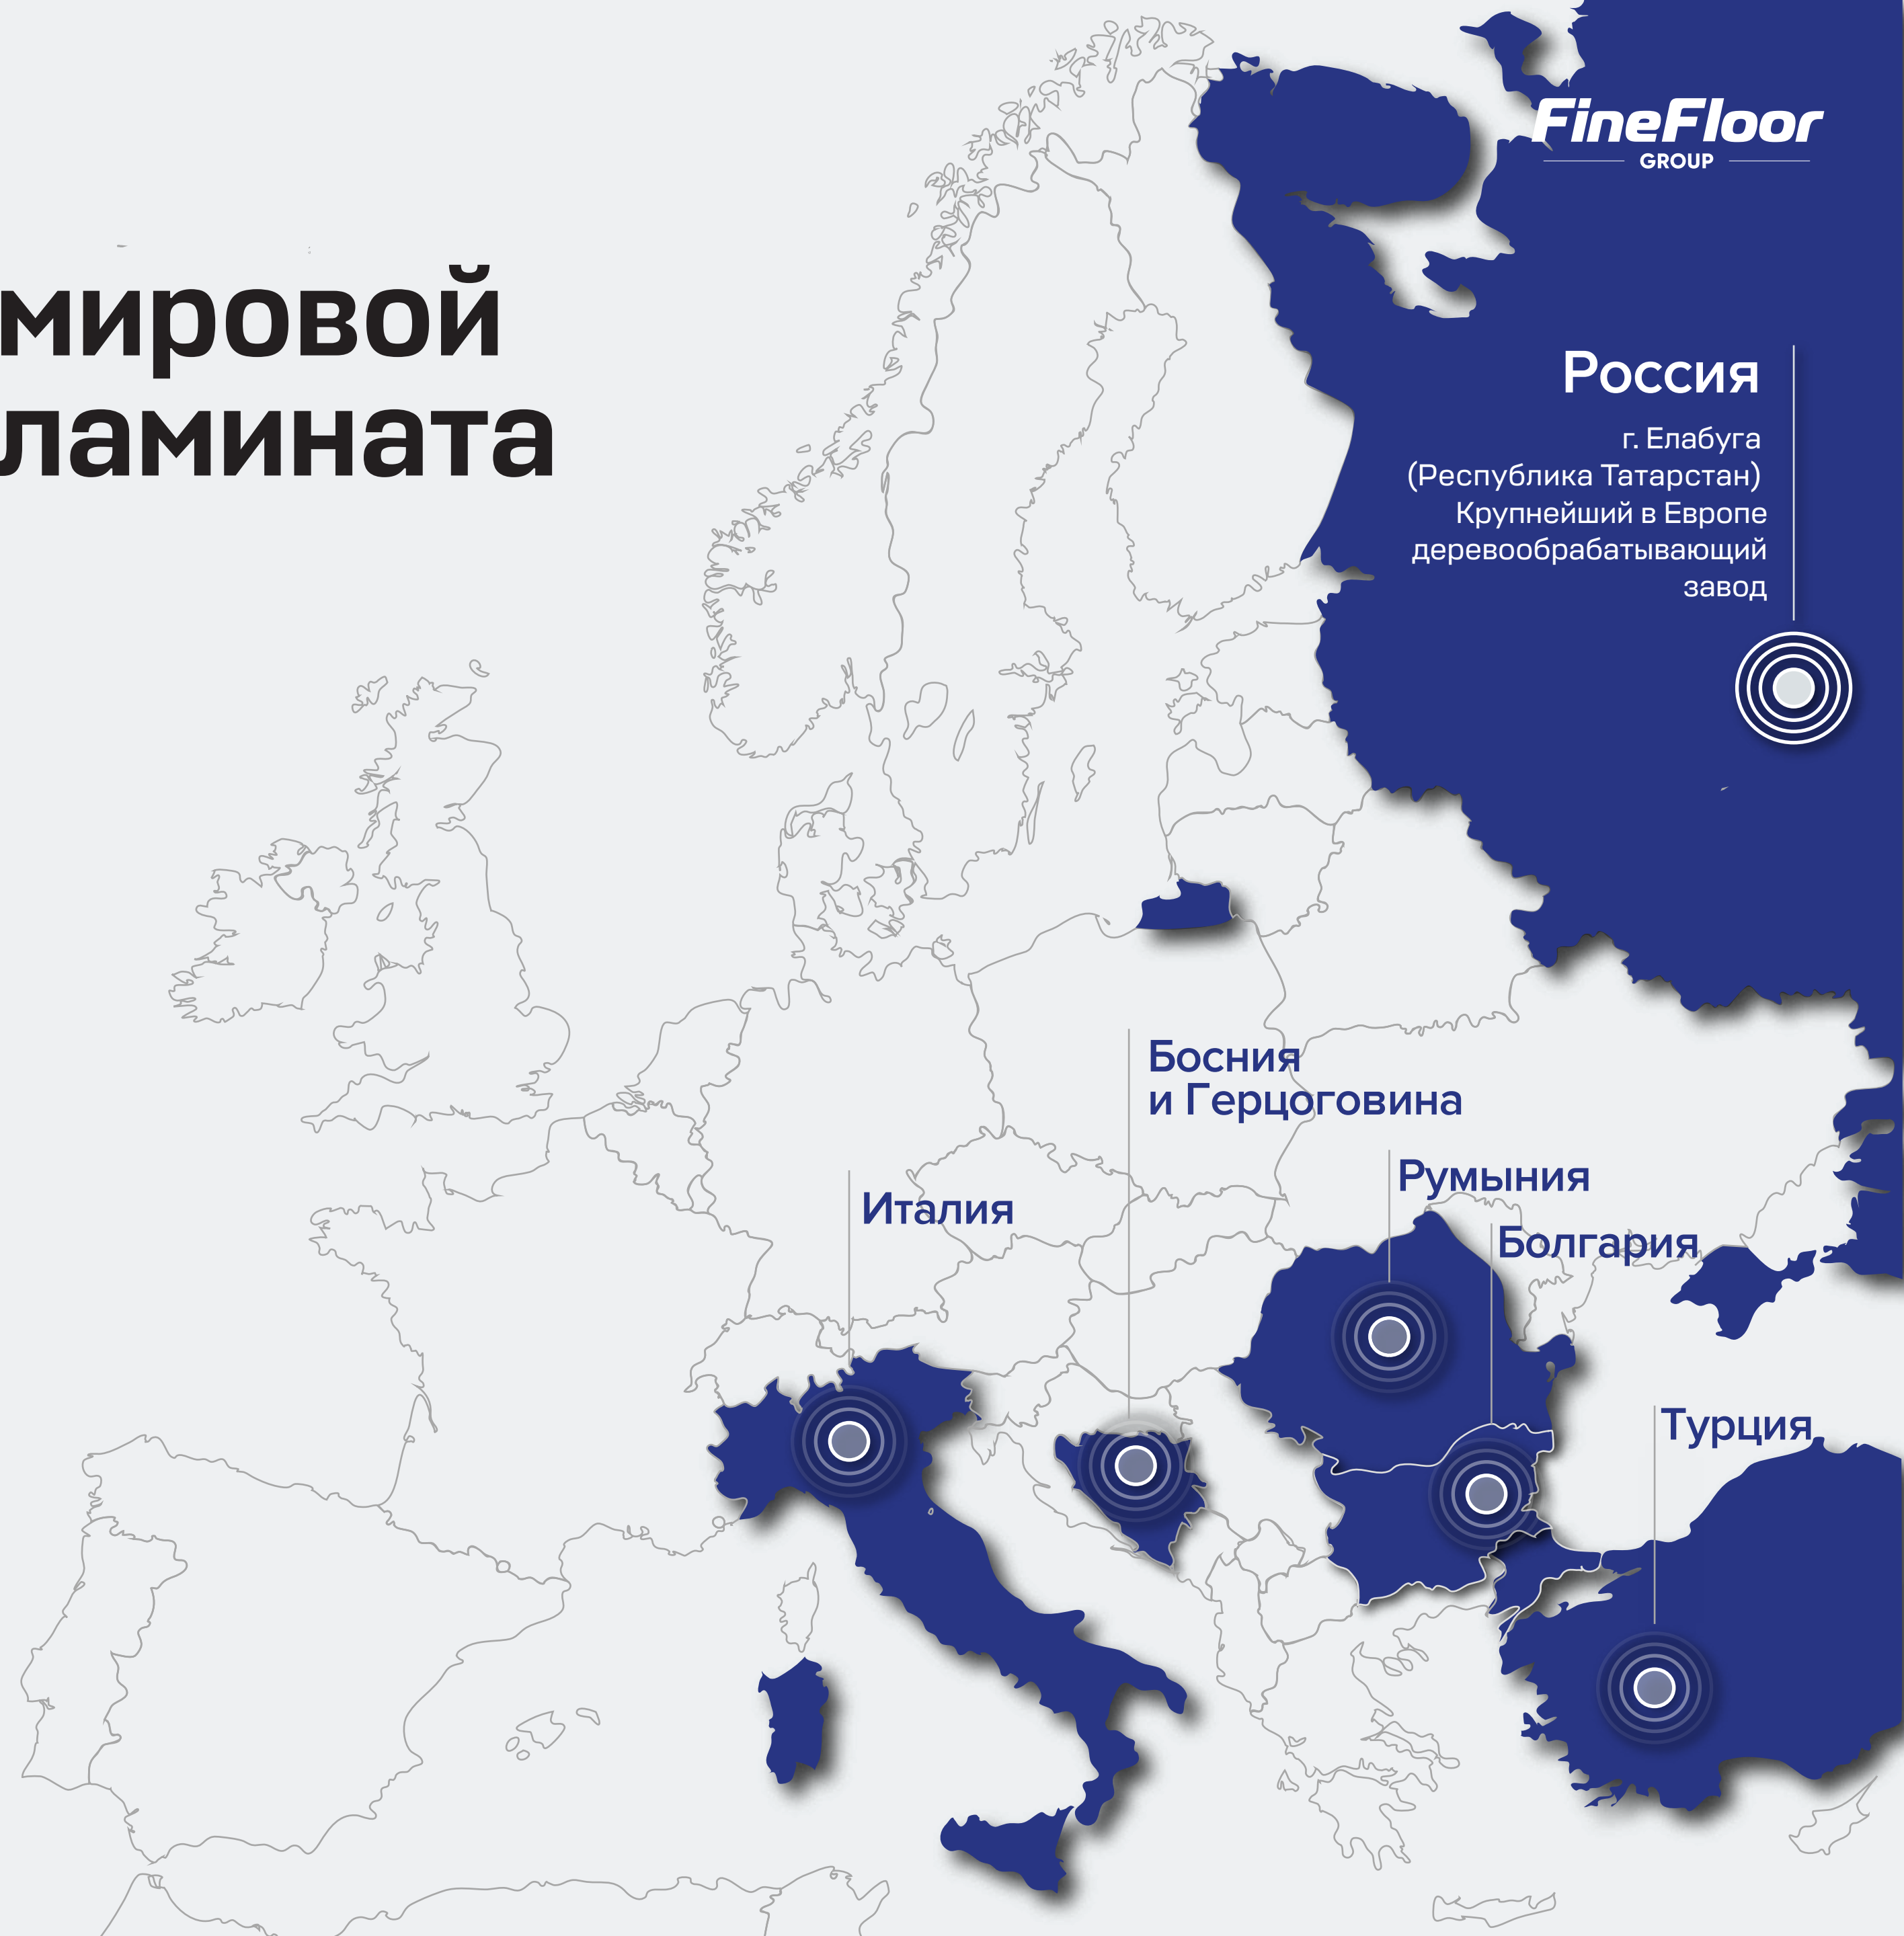 FineFloor
GROUP
мировой
ламината
Россия
г. Елабуга
(Республика Татарстан)
Крупнейший в Европе
деревообрабатывающий
завод
Босния
и Герцоговина
Румыния
Италия
Болгария
Турция